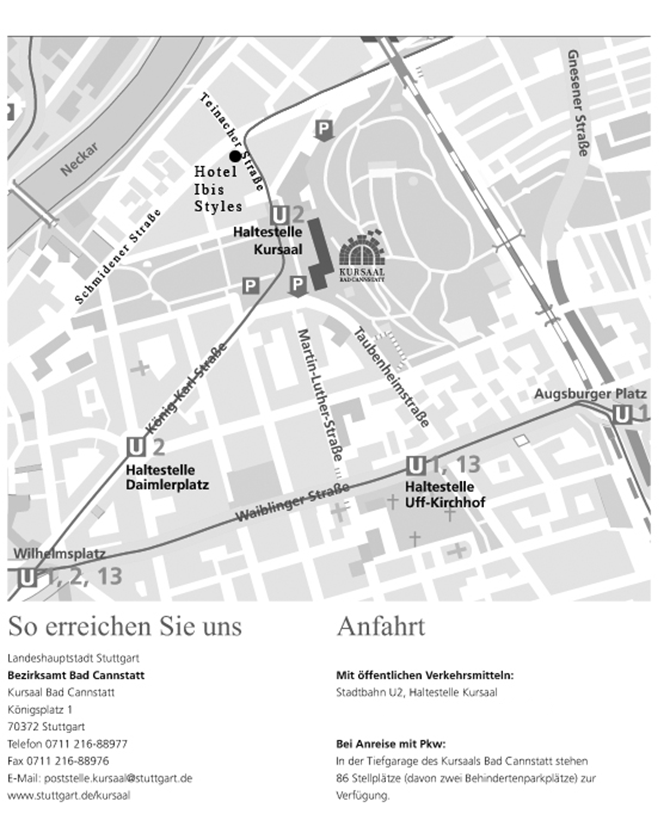 Gnesener Straße
Teinacher Straße
P
Neckar
Hotel
Ibis
Styles
U 2
Haltestelle
Kursaal
Schmidener Straße
KURSAAL
BAD CANNSTATT
P
P
Martin-Luther-Straße
Taubenheimstraße
König-Karl-Straße
Augsburger Platz
U 1
U 2
Haltestelle
Daimlerplatz
U 1, 13
Haltestelle
Uff-Kirchhof
Waiblinger Straße
Wilhelmsplatz
U 1, 2, 13
So erreichen Sie uns
Landeshauptstadt Stuttgart
Bezirksamt Bad Cannstatt
Kursaal Bad Cannstatt
Königsplatz 1
70372 Stuttgart
Telefon 0711 216-88977
Fax 0711 216-88976
E-Mail: poststelle.kursaal@stuttgart.de
www.stuttgart.de/kursaal
Anfahrt
Mit öffentlichen Verkehrsmitteln:
Stadtbahn U2, Haltestelle Kursaal
Bei Anreise mit Pkw:
In der Tiefgarage des Kursaals Bad Cannstatt stehen
86 Stellplätze (davon zwei Behindertenparkplätze) zur
Verfügung.